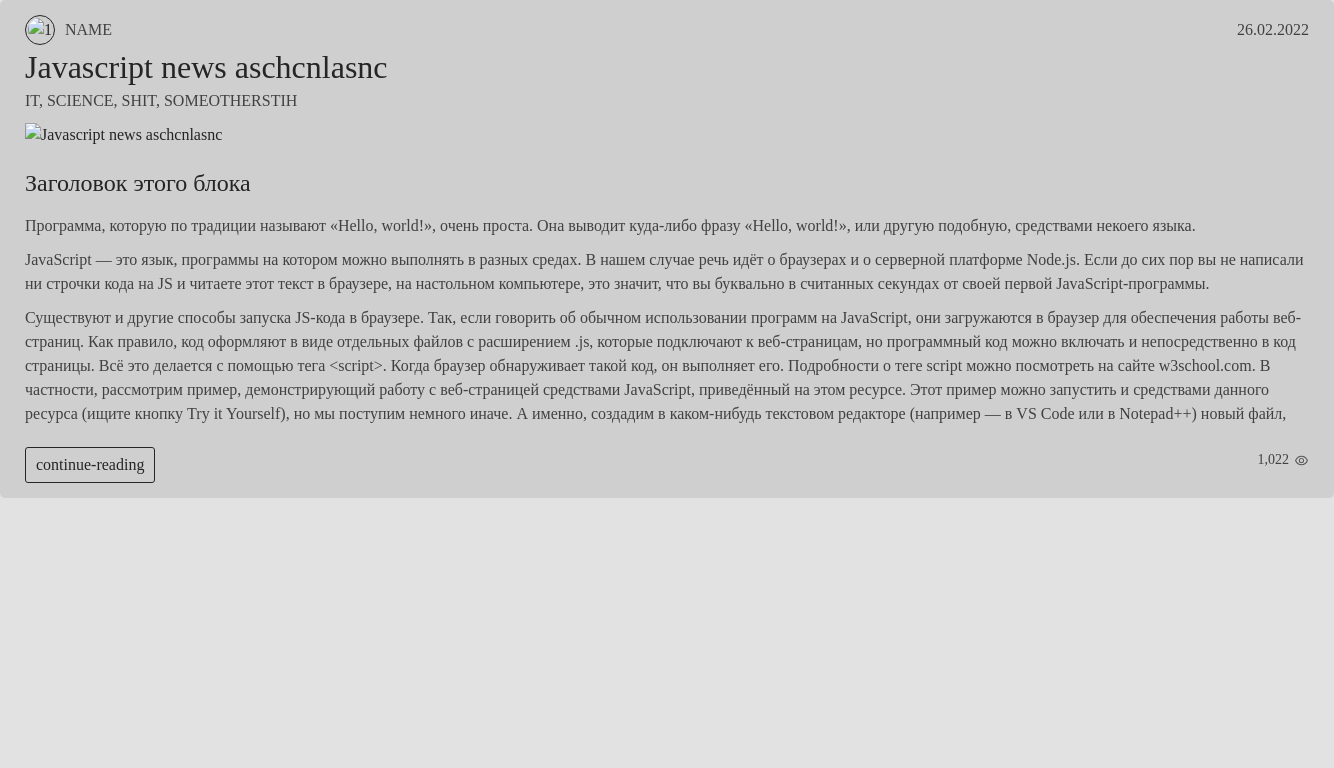 1 NAME 26.02.2022
Javascript news aschcnlasnc
IT, SCIENCE, SHIT, SOMEOTHERSTIH
Javascript news aschcnlasnc
Заголовок этого блока
Программа, которую по традиции называют «Hello, world!», очень проста. Она выводит куда-либо фразу «Hello, world!», или другую подобную, средствами некоего языка.
JavaScript — это язык, программы на котором можно выполнять в разных средах. В нашем случае речь идёт о браузерах и о серверной платформе Node.js. Если до сих пор вы не написали
ни строчки кода на JS и читаете этот текст в браузере, на настольном компьютере, это значит, что вы буквально в считанных секундах от своей первой JavaScript-программы.
Существуют и другие способы запуска JS-кода в браузере. Так, если говорить об обычном использовании программ на JavaScript, они загружаются в браузер для обеспечения работы веб-
страниц. Как правило, код оформляют в виде отдельных файлов с расширением .js, которые подключают к веб-страницам, но программный код можно включать и непосредственно в код
страницы. Всё это делается с помощью тега <script>. Когда браузер обнаруживает такой код, он выполняет его. Подробности о теге script можно посмотреть на сайте w3school.com. В
частности, рассмотрим пример, демонстрирующий работу с веб-страницей средствами JavaScript, приведённый на этом ресурсе. Этот пример можно запустить и средствами данного
ресурса (ищите кнопку Try it Yourself), но мы поступим немного иначе. А именно, создадим в каком-нибудь текстовом редакторе (например — в VS Code или в Notepad++) новый файл,
continue-reading 1,022